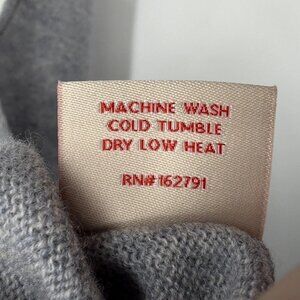 MACHINE WASH
COLD TUMBLE
DRY LOW HEAT
RN# 162791